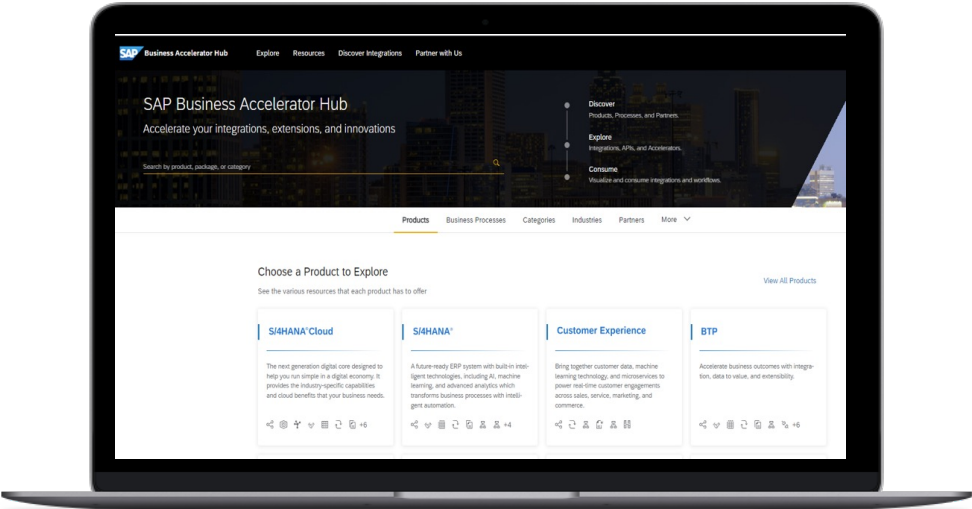 SAP Business Accelerator Hub Explore Resources Discover Integrations Partner with Us
SAP Business Accelerator Hub
Accelerate your integrations, extensions, and innovations
Search by product, package, or category
Discover
Products, Processes, and Partners.
Explore
Integrations, APIs, and Accelerators.
Consume
Visualize and consume integrations and workflows.
Products Business Processes Categories Industries Partners More
Choose a Product to Explore
See the various resources that each product has to offer
View All Products
S/4HANA® Cloud
The next generation digital core designed to
help you run simple in a digital economy. It
provides the industry-specific capabilities
and cloud benefits that your business needs.
+6
S/4HANA®
A future-ready ERP system with built-in intel-
ligent technologies, including AI, machine
learning, and advanced analytics which
transforms business processes with intelli-
gent automation.
+4
Customer Experience
Bring together customer data, machine
learning technology, and microservices to
power real-time customer engagements
across sales, service, marketing, and
commerce.
BTP
Accelerate business outcomes with integra-
tion, data to value, and extensibility.
+6